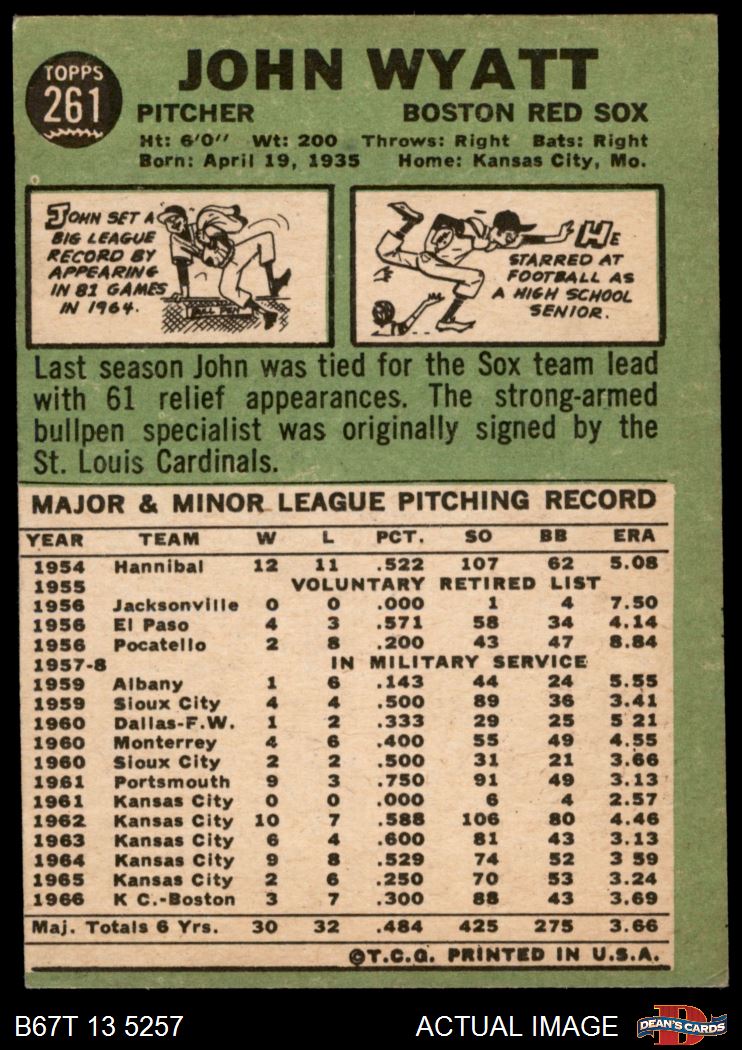 TOPPS
261
JOHN WYATT
PITCHER BOSTON RED SOX
Ht: 6'0" Wt: 200 Throws: Right Bats: Right
Born: April 19, 1935 Home: Kansas City, Mo.
JOHN SET A
BIG LEAGUE
RECORD BY
APPEARING
IN 81 GAMES
IN 1964.
BULL PEN
HE
STARRED AT
FOOTBALL AS
A HIGH SCHOOL
SENIOR.
Last season John was tied for the Sox team lead
with 61 relief appearances. The strong-armed
bullpen specialist was originally signed by the
St. Louis Cardinals.
MAJOR & MINOR LEAGUE PITCHING RECORD
YEAR TEAM W L PCT. SO BB ERA
1954 Hannibal 12 11 .522 107 62 5.08
1955 VOLUNTARY RETIRED LIST
1956 Jacksonville 0 0 .000 1 4 7.50
1956 El Paso 4 3 .571 58 34 4.14
1956 Pocatello 2 8 .200 43 47 8.84
1957-8 IN MILITARY SERVICE
1959 Albany 1 6 .143 44 24 5.55
1959 Sioux City 4 4 .500 89 36 3.41
1960 Dallas-F.W. 1 2 .333 29 25 5 21
1960 Monterrey 4 6 .400 55 49 4.55
1960 Sioux City 2 2 .500 31 21 3.66
1961 Portsmouth 9 3 .750 91 49 3.13
1961 Kansas City 0 0 .000 6 4 2.57
1962 Kansas City 10 7 .588 106 80 4.46
1963 Kansas City 6 4 .600 81 43 3.13
1964 Kansas City 9 8 .529 74 52 3 59
1965 Kansas City 2 6 .250 70 53 3.24
1966 K C.-Boston 3 7 .300 88 43 3.69
Maj. Totals 6 Yrs. 30 32 .484 425 275 3.66
©T.C.G. PRINTED IN U.S.A.
B67T 13 5257 ACTUAL IMAGE
D
DEAN'S CARDS